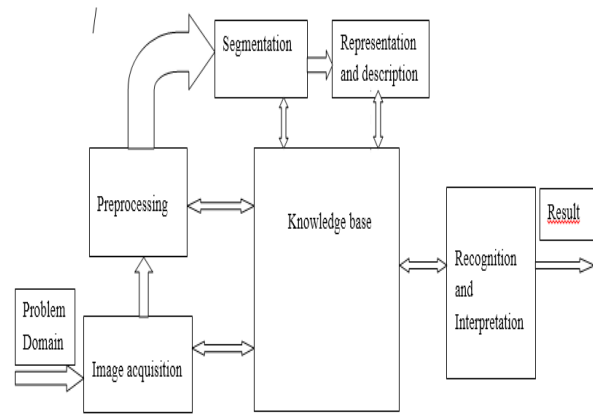 Segmentation
Representation
and description
Preprocessing
Knowledge base
Result
Recognition
and
Interpretation
Problem
Domain
Image acquisition